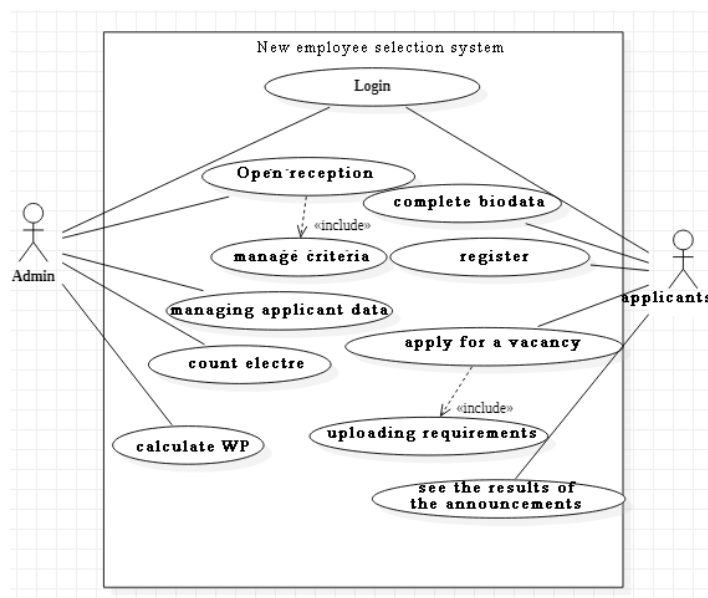 New employee selection system
Login
Open reception
complete biodata
«include»
manage criteria
register
Admin
applicants
managing applicant data
apply for a vacancy
count electre
«include»
uploading requirements
calculate WP
see the results of
the announcements